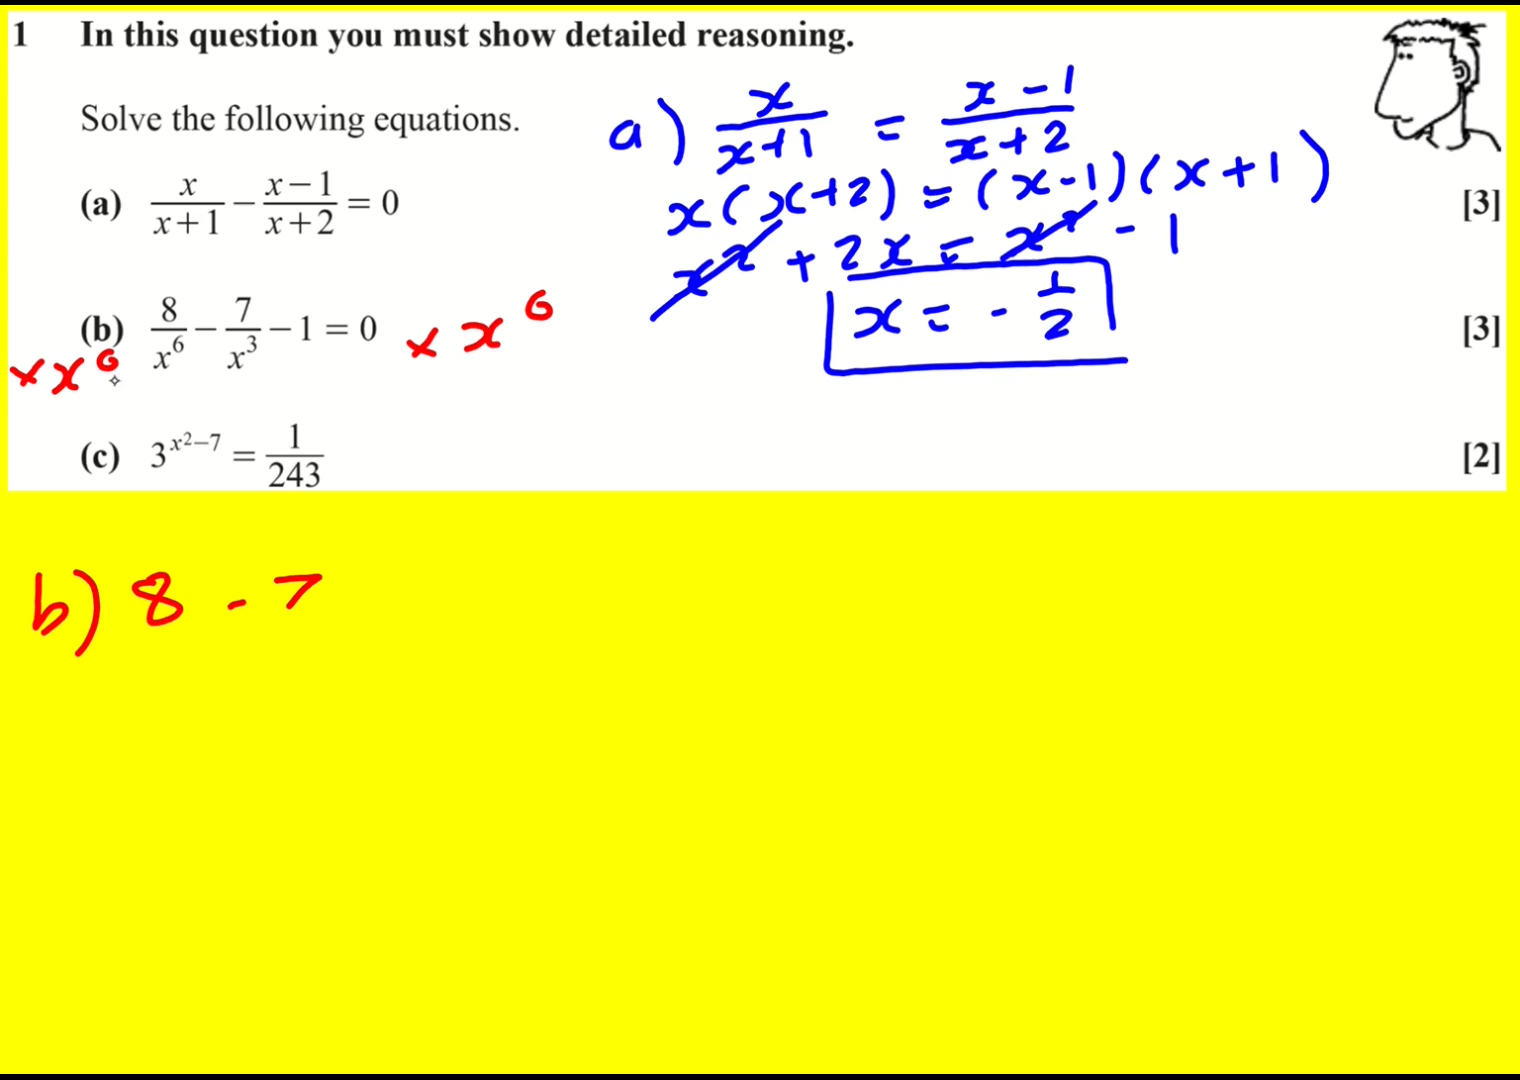 1 In this question you must show detailed reasoning.
Solve the following equations.
(a) x/(x+1) − (x−1)/(x+2) = 0 [3]
(b) 8/x⁶ − 7/x³ − 1 = 0 [3]
(c) 3^(x²−7) = 1/243 [2]
a) x/(x+1) = (x-1)/(x+2)
x(x+2) = (x-1)(x+1)
x² + 2x = x² - 1
x = -1/2
× x⁶
× x⁶
b) 8 - 7